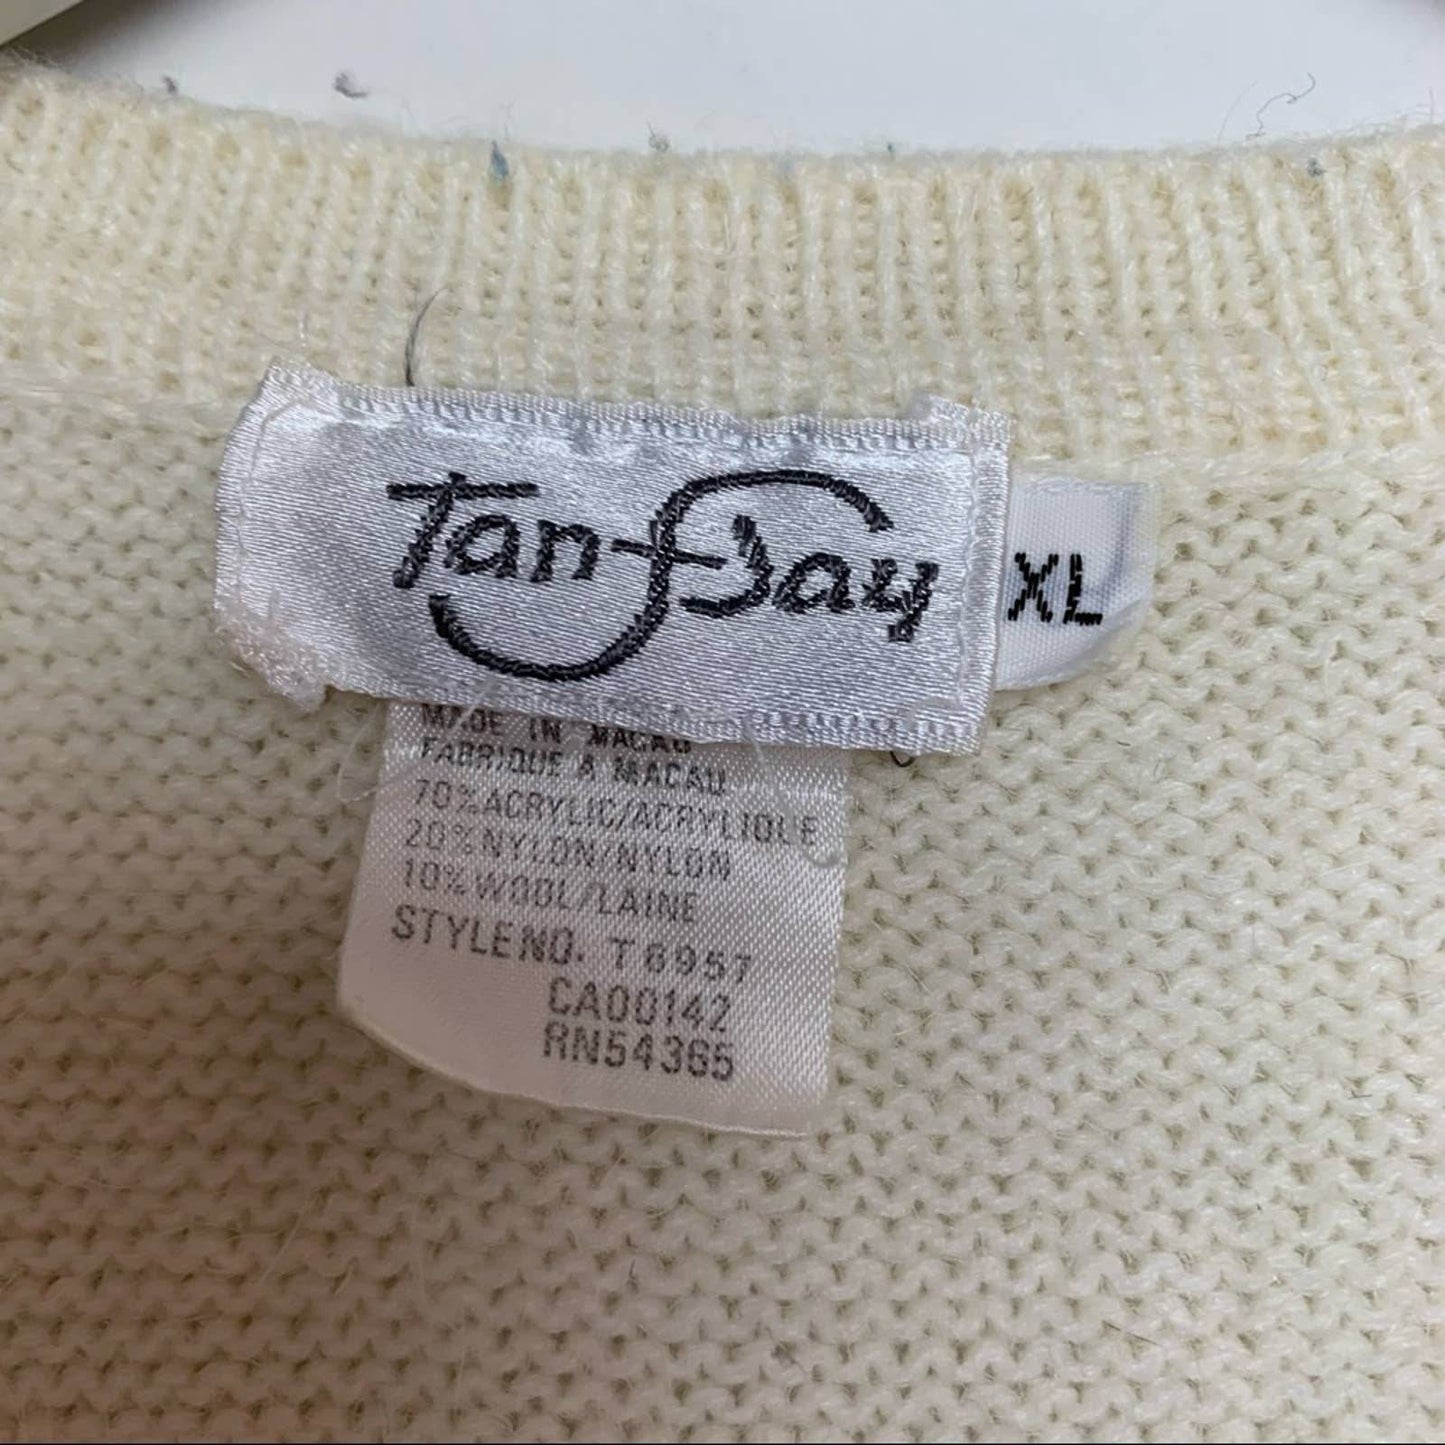 Tan Jay
XL
MADE IN MACAU
FABRIQUE A MACAU
70% ACRYLIC/ACRYLIQUE
20% NYLON/NYLON
10% WOOL/LAINE
STYLE NO. T6957
CA00142
RN54365